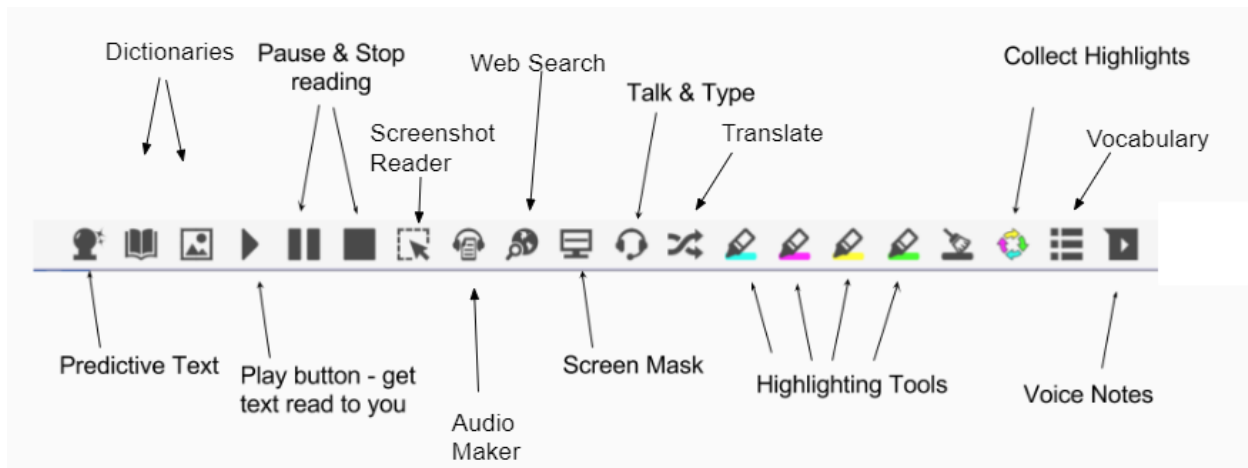 Dictionaries
Pause & Stop
reading
Web Search
Collect Highlights
Talk & Type
Screenshot
Reader
Translate
Vocabulary
Predictive Text
Play button - get
text read to you
Audio
Maker
Screen Mask
Highlighting Tools
Voice Notes